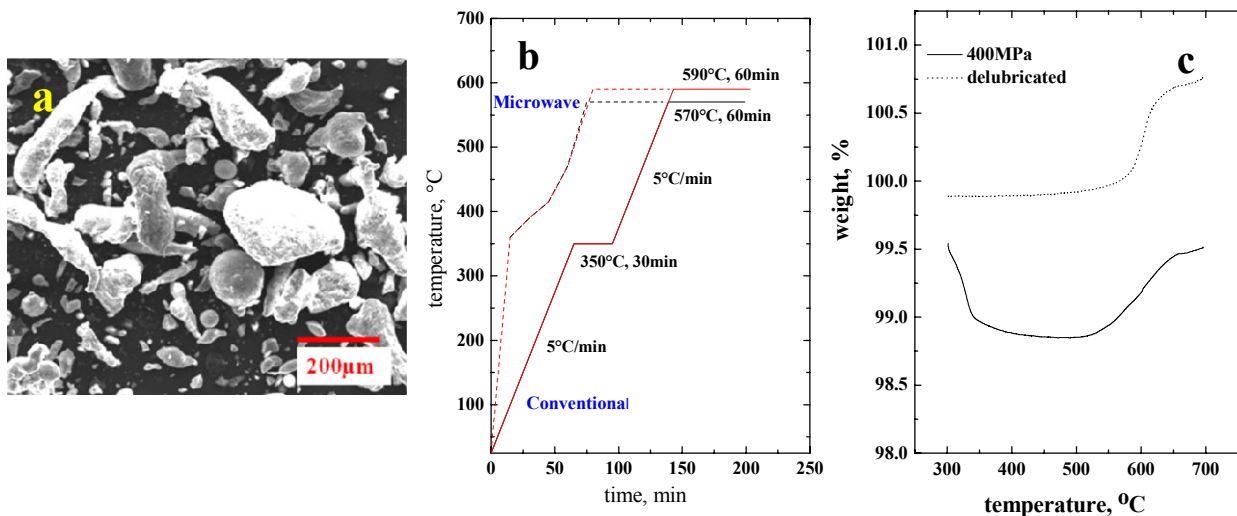 a
200µm
b
700
600
500
400
300
200
100
0
50
100
150
200
250
temperature, °C
time, min
Microwave
590°C, 60min
570°C, 60min
5°C/min
350°C, 30min
5°C/min
Conventional
c
400MPa
delubricated
101.0
100.5
100.0
99.5
99.0
98.5
98.0
300
400
500
600
700
weight, %
temperature, °C